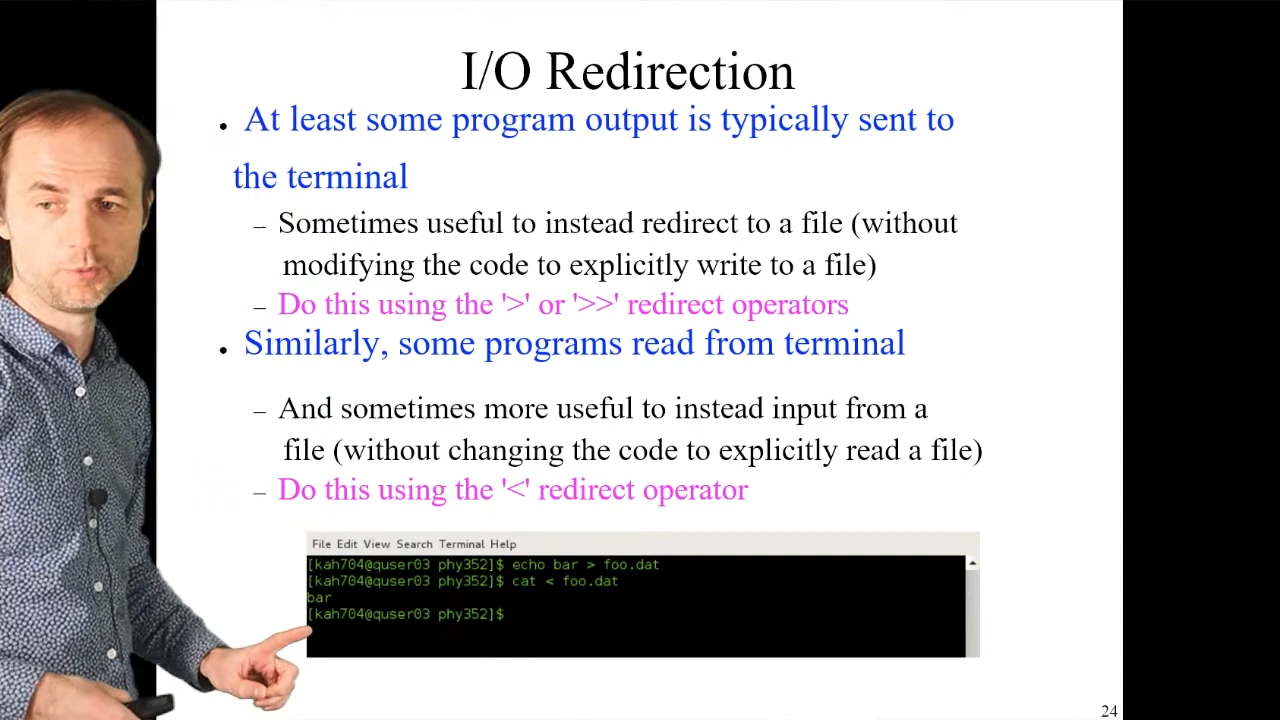 I/O Redirection
• At least some program output is typically sent to
the terminal
– Sometimes useful to instead redirect to a file (without
modifying the code to explicitly write to a file)
– Do this using the '>' or '>>' redirect operators
• Similarly, some programs read from terminal
– And sometimes more useful to instead input from a
file (without changing the code to explicitly read a file)
– Do this using the '<' redirect operator
File Edit View Search Terminal Help
[kah704@quser03 phy352]$ echo bar > foo.dat
[kah704@quser03 phy352]$ cat < foo.dat
bar
[kah704@quser03 phy352]$
24